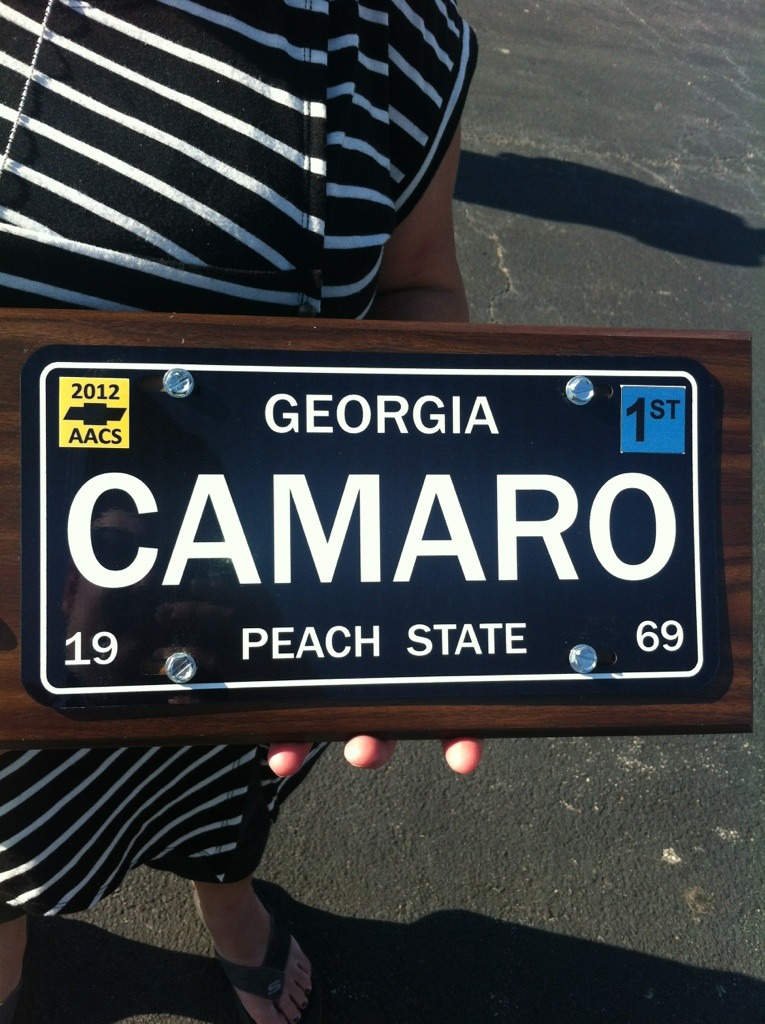 2012
AACS
GEORGIA
1ST
CAMARO
19
PEACH STATE
69